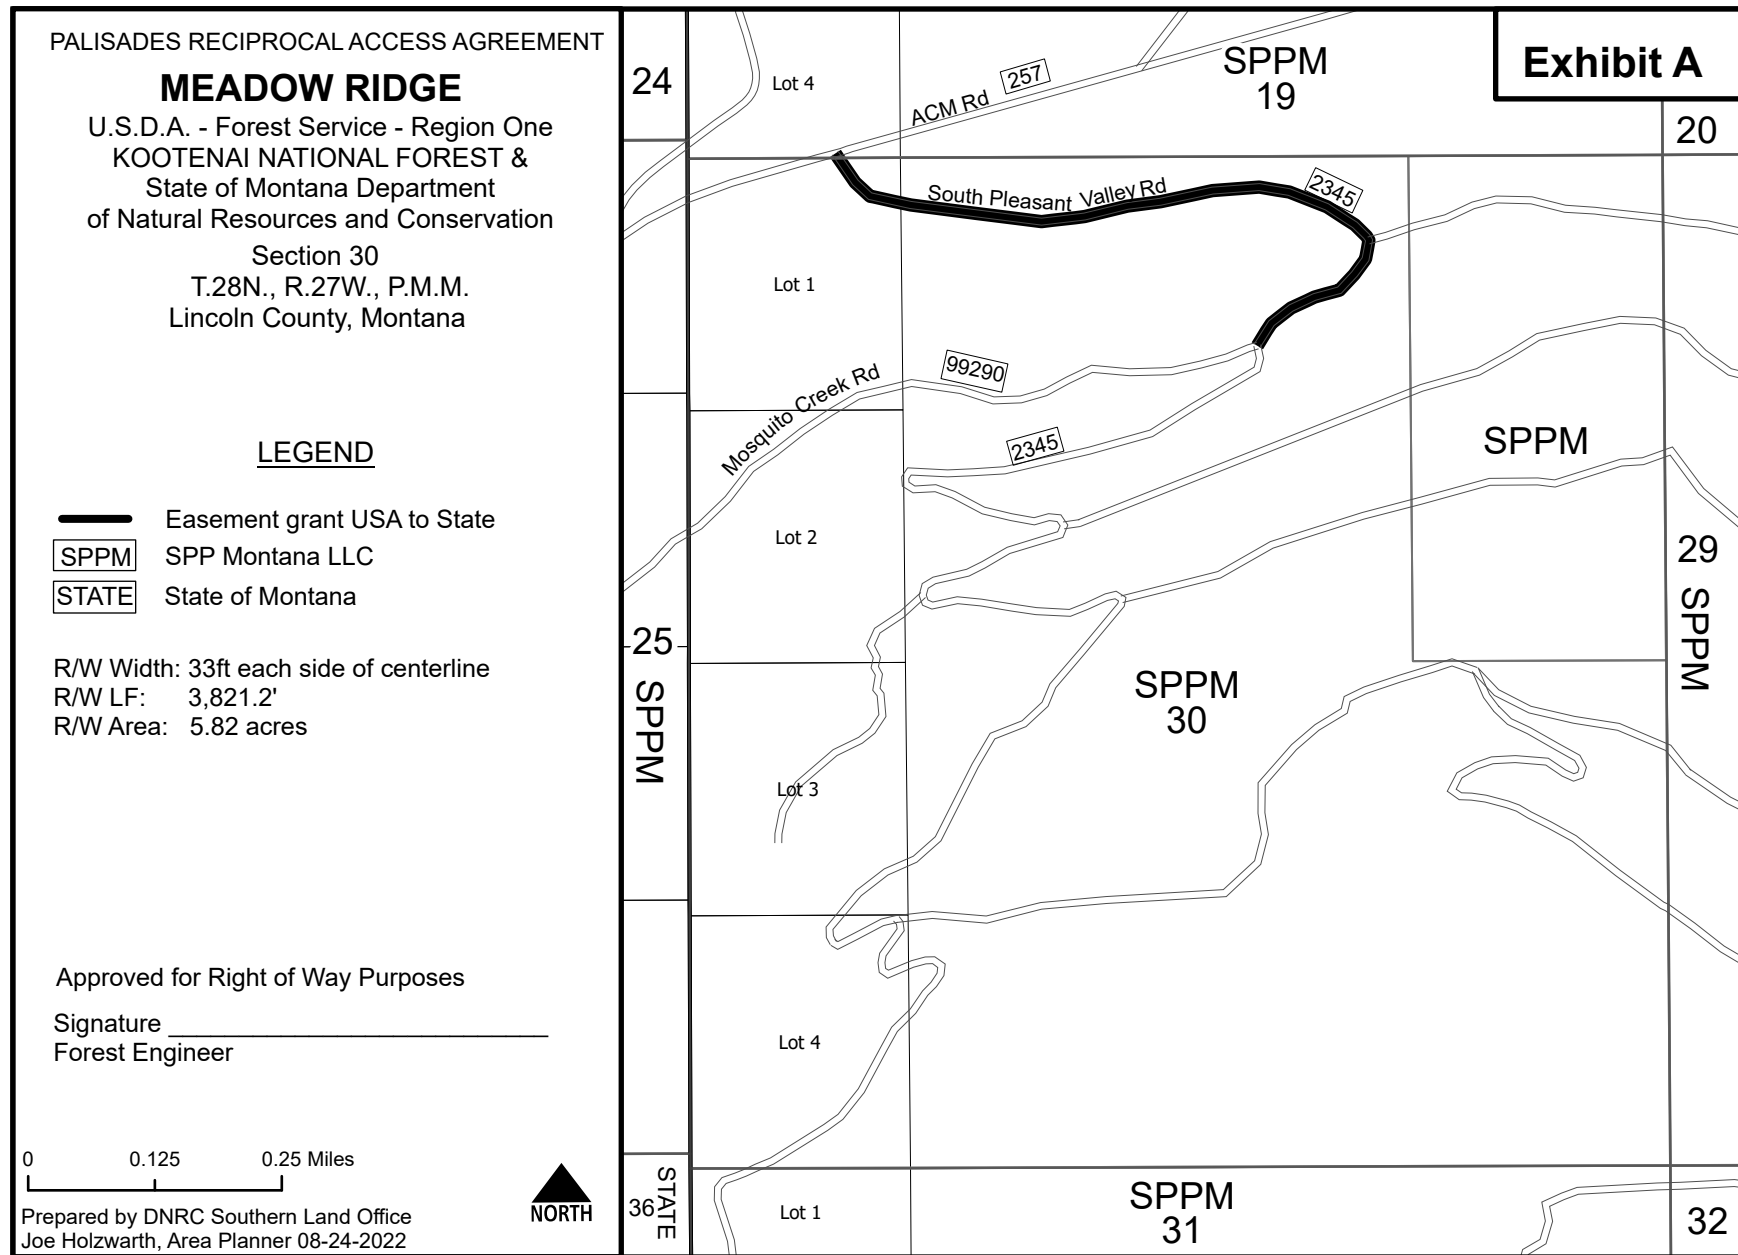 PALISADES RECIPROCAL ACCESS AGREEMENT
MEADOW RIDGE
U.S.D.A. - Forest Service - Region One
KOOTENAI NATIONAL FOREST &
State of Montana Department
of Natural Resources and Conservation
Section 30
T.28N., R.27W., P.M.M.
Lincoln County, Montana
LEGEND
Easement grant USA to State
SPPM SPP Montana LLC
STATE State of Montana
R/W Width: 33ft each side of centerline
R/W LF: 3,821.2'
R/W Area: 5.82 acres
Approved for Right of Way Purposes
Signature
Forest Engineer
0 0.125 0.25 Miles
NORTH
Prepared by DNRC Southern Land Office
Joe Holzwarth, Area Planner 08-24-2022
Exhibit A
24
Lot 4
ACM Rd
257
SPPM
19
20
South Pleasant Valley Rd
2345
Lot 1
Mosquito Creek Rd
99290
2345
SPPM
Lot 2
29
SPPM
25
SPPM
SPPM
30
Lot 3
Lot 4
36
STATE
Lot 1
SPPM
31
32